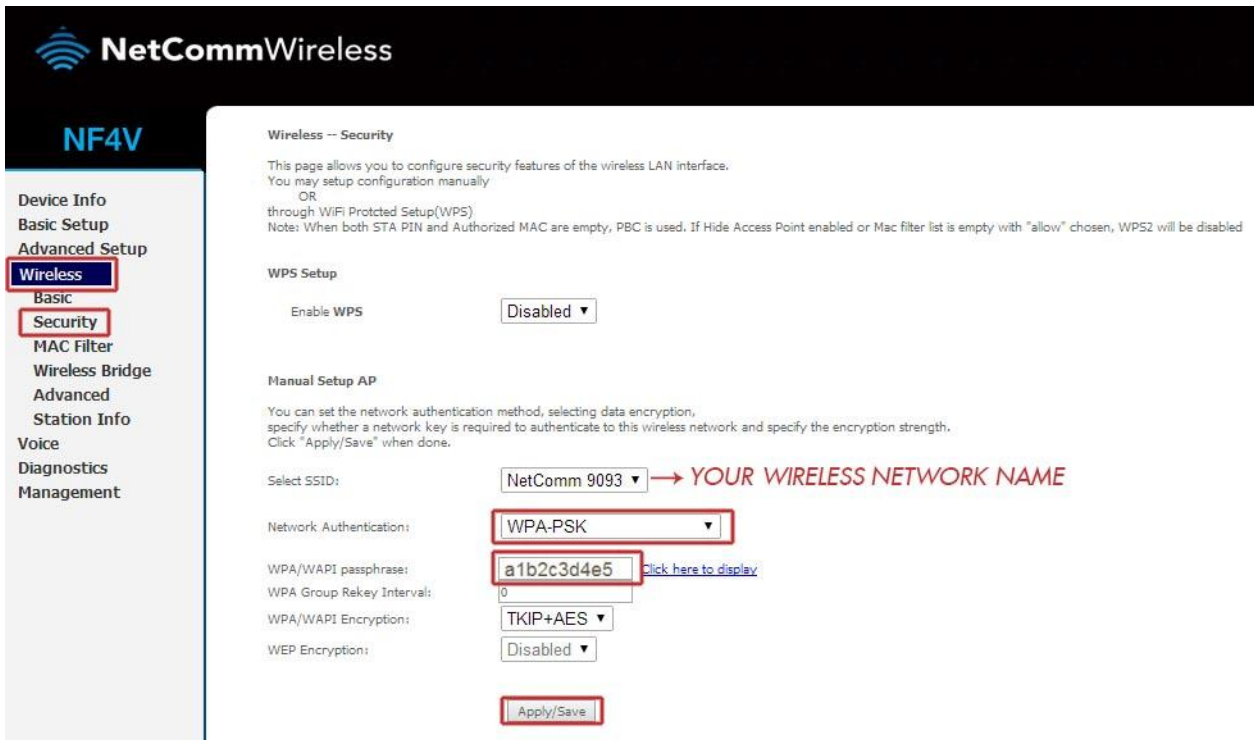 NetCommWireless
NF4V
Device Info
Basic Setup
Advanced Setup
Wireless
Basic
Security
MAC Filter
Wireless Bridge
Advanced
Station Info
Voice
Diagnostics
Management
Wireless -- Security
This page allows you to configure security features of the wireless LAN interface.
You may setup configuration manually
OR
through WiFi Protcted Setup(WPS)
Note: When both STA PIN and Authorized MAC are empty, PBC is used. If Hide Access Point enabled or Mac filter list is empty with "allow" chosen, WPS2 will be disabled
WPS Setup
Enable WPS Disabled
Manual Setup AP
You can set the network authentication method, selecting data encryption,
specify whether a network key is required to authenticate to this wireless network and specify the encryption strength.
Click "Apply/Save" when done.
Select SSID: NetComm 9093 → YOUR WIRELESS NETWORK NAME
Network Authentication: WPA-PSK
WPA/WAPI passphrase: a1b2c3d4e5 Click here to display
WPA Group Rekey Interval: 0
WPA/WAPI Encryption: TKIP+AES
WEP Encryption: Disabled
Apply/Save